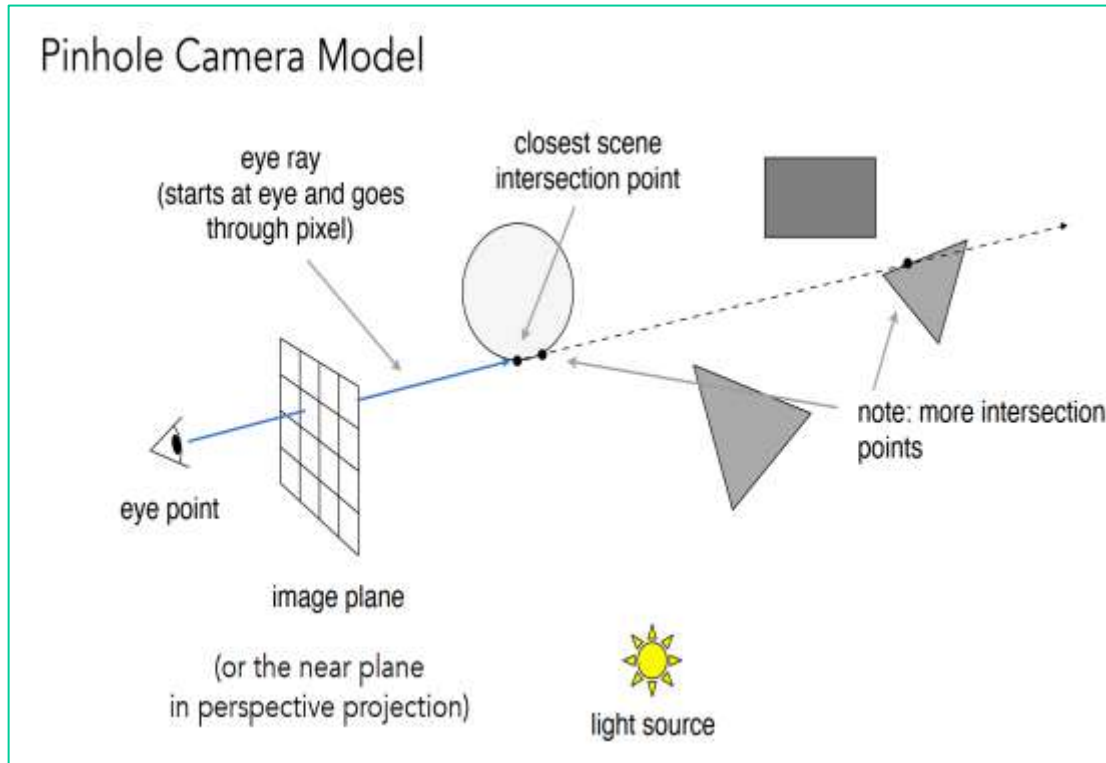 Pinhole Camera Model
eye ray
(starts at eye and goes
through pixel)
closest scene
intersection point
note: more intersection
points
eye point
image plane
(or the near plane
in perspective projection)
light source